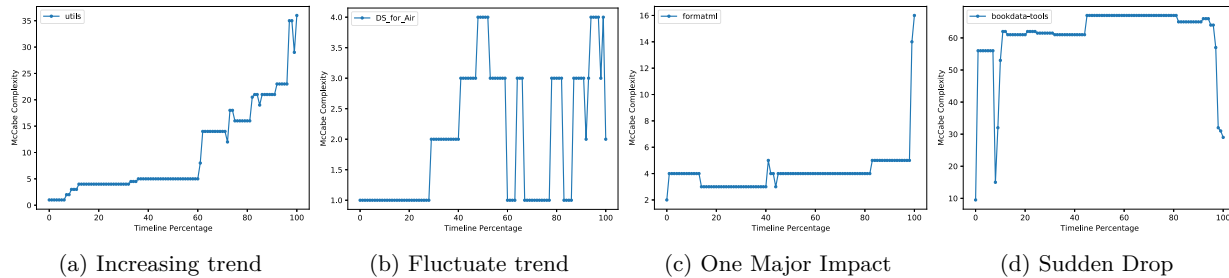 utils
McCabe Complexity
35
30
25
20
15
10
5
0
0 20 40 60 80 100
Timeline Percentage
(a) Increasing trend
DS_for_Air
McCabe Complexity
4.0
3.5
3.0
2.5
2.0
1.5
1.0
0 20 40 60 80 100
Timeline Percentage
(b) Fluctuate trend
formatml
McCabe Complexity
16
14
12
10
8
6
4
2
0 20 40 60 80 100
Timeline Percentage
(c) One Major Impact
bookdata-tools
McCabe Complexity
60
50
40
30
20
10
0 20 40 60 80 100
Timeline Percentage
(d) Sudden Drop